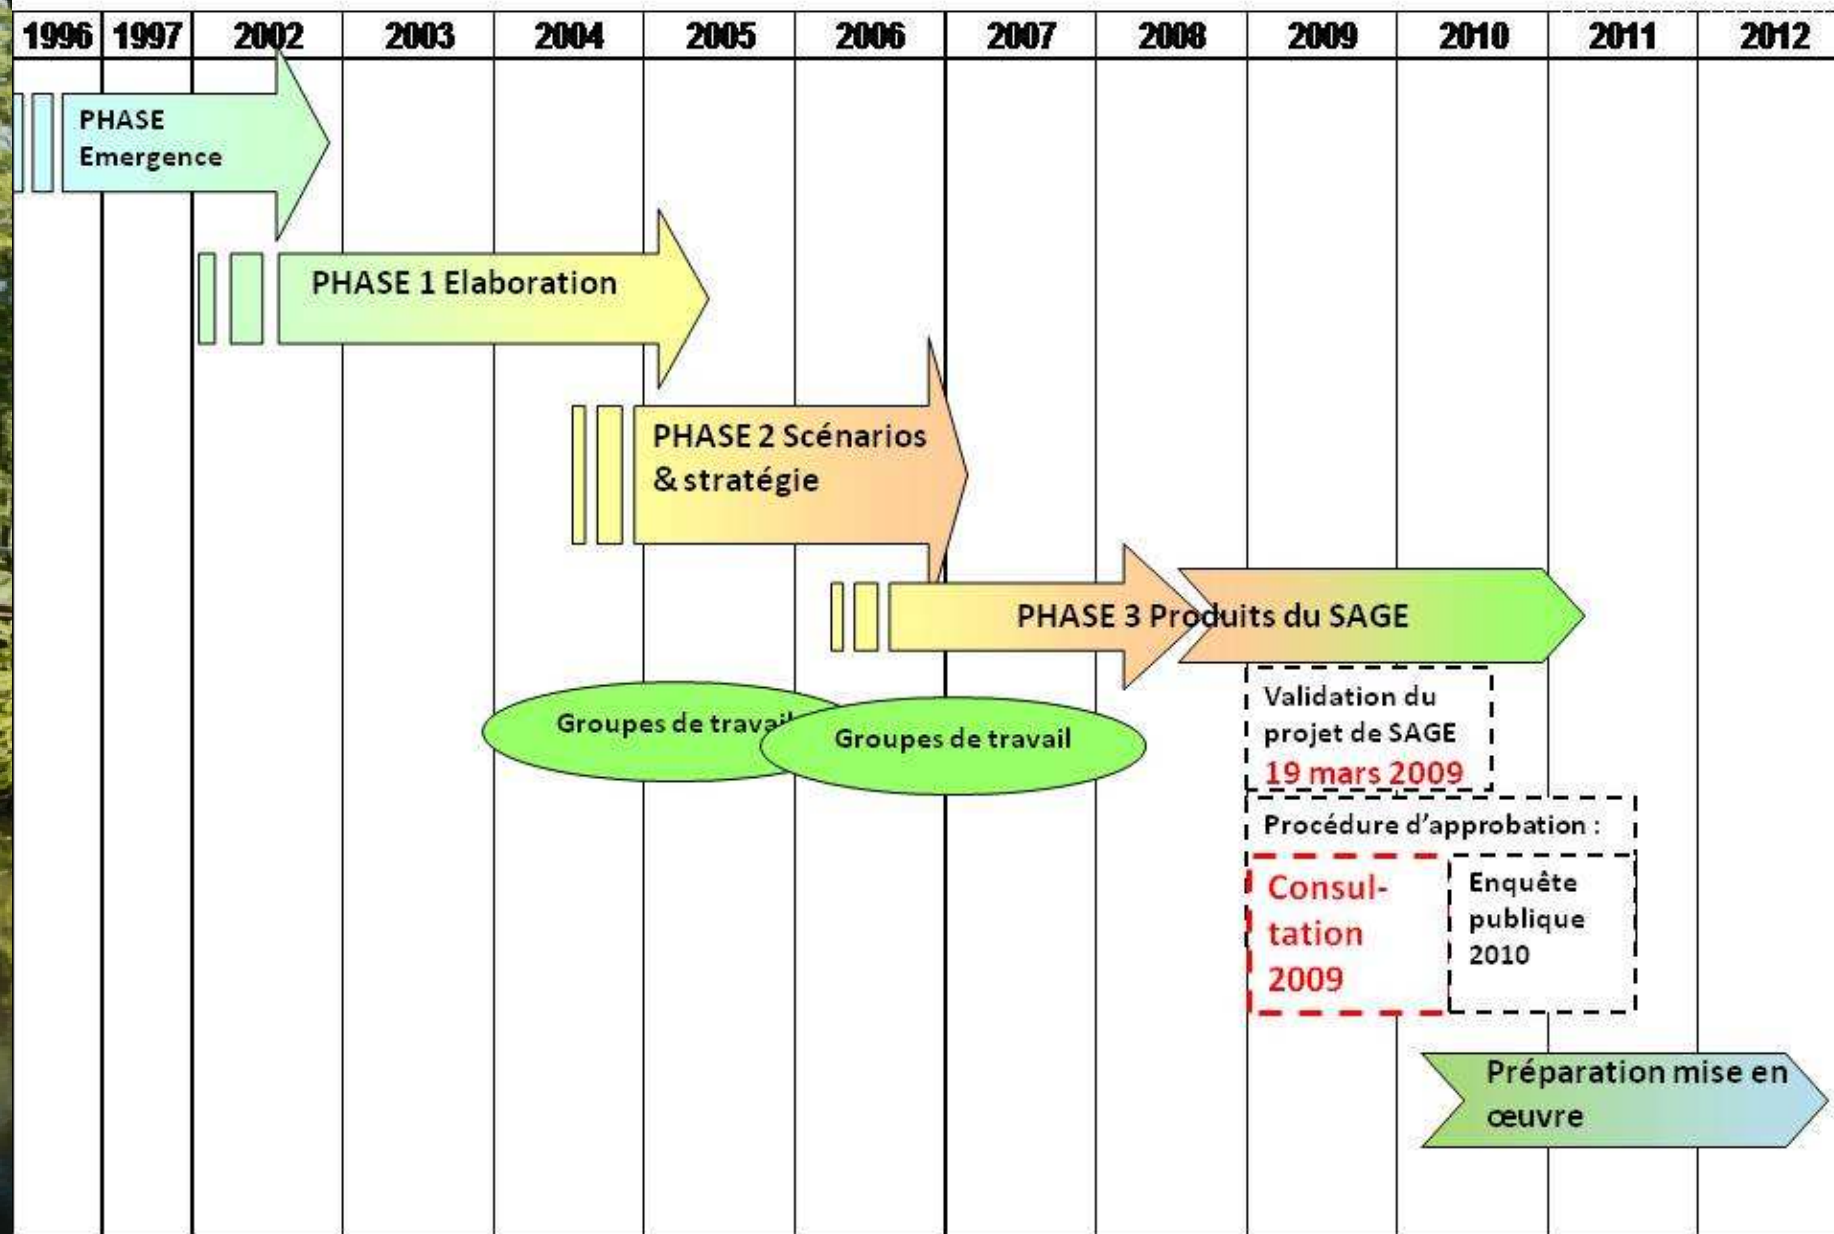 1996 1997 2002 2003 2004 2005 2006 2007 2008 2009 2010 2011 2012
PHASE
Emergence
PHASE 1 Elaboration
PHASE 2 Scénarios
& stratégie
PHASE 3 Produits du SAGE
Groupes de travail
Groupes de travail
Validation du
projet de SAGE
19 mars 2009
Procédure d’approbation :
Consul-
tation
2009
Enquête
publique
2010
Préparation mise en
œuvre